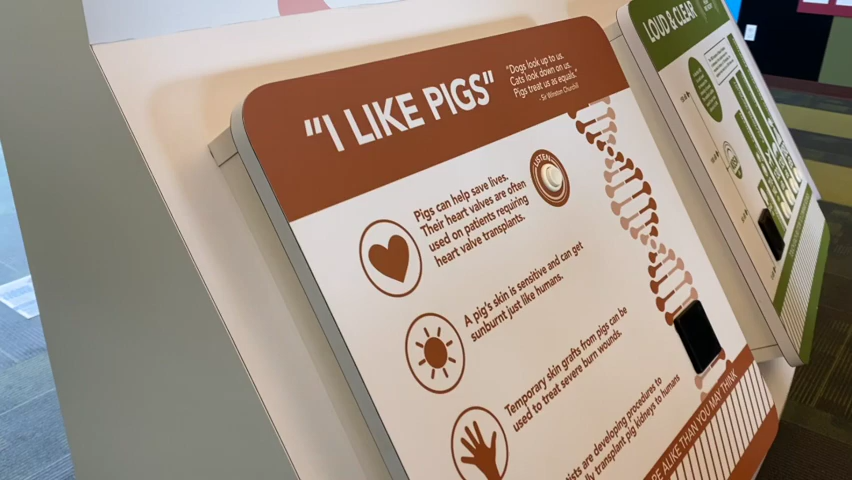 "I LIKE PIGS"
"Dogs look up to us.
Cats look down on us.
Pigs treat us as equals."
- Sir Winston Churchill
LISTEN
Pigs can help save lives.
Their heart valves are often
used on patients requiring
heart valve transplants.
A pig's skin is sensitive and can get
sunburnt just like humans.
Temporary skin grafts from pigs can be
used to treat severe burn wounds.
ists are developing procedures to
lly transplant pig kidneys to humans
E ALIKE THAN YOU MAY THINK
LOUD & CLEAR